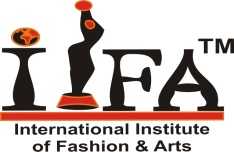 iiFA™
International Institute
of Fashion & Arts